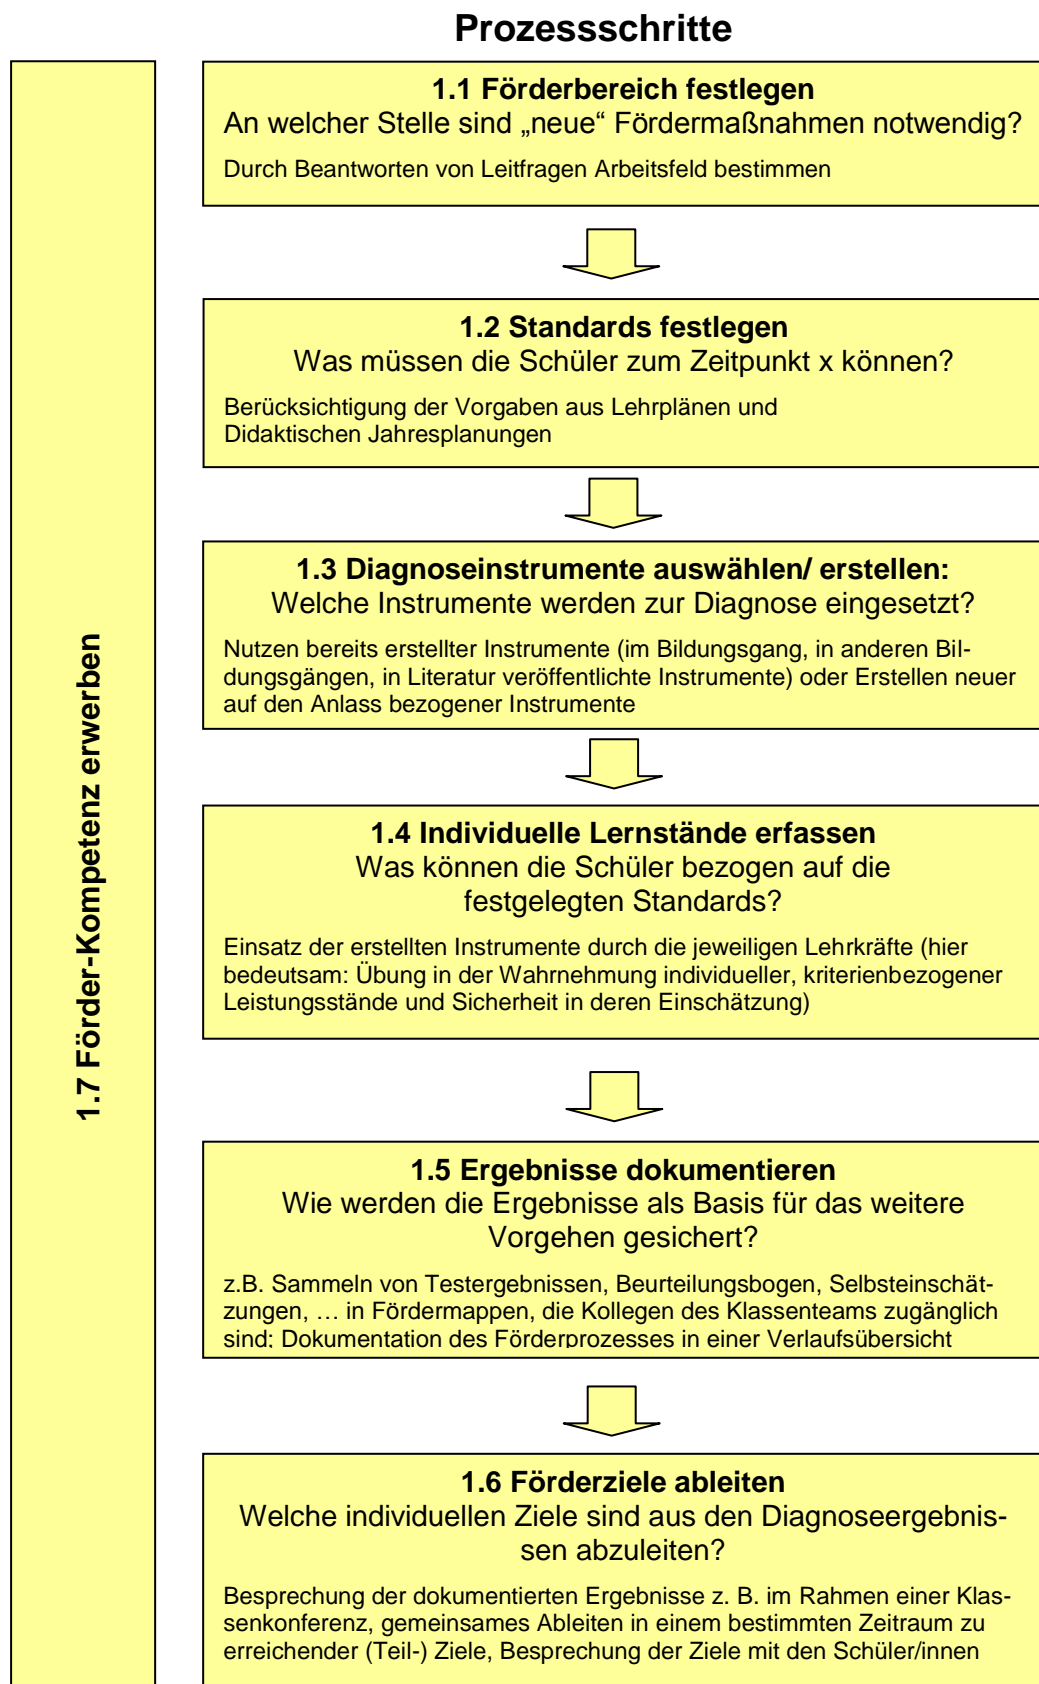 Prozessschritte
1.7 Förder-Kompetenz erwerben
1.1 Förderbereich festlegen
An welcher Stelle sind „neue“ Fördermaßnahmen notwendig?
Durch Beantworten von Leitfragen Arbeitsfeld bestimmen
1.2 Standards festlegen
Was müssen die Schüler zum Zeitpunkt x können?
Berücksichtigung der Vorgaben aus Lehrplänen und
Didaktischen Jahresplanungen
1.3 Diagnoseinstrumente auswählen/ erstellen:
Welche Instrumente werden zur Diagnose eingesetzt?
Nutzen bereits erstellter Instrumente (im Bildungsgang, in anderen Bil-
dungsgängen, in Literatur veröffentlichte Instrumente) oder Erstellen neuer
auf den Anlass bezogener Instrumente
1.4 Individuelle Lernstände erfassen
Was können die Schüler bezogen auf die
festgelegten Standards?
Einsatz der erstellten Instrumente durch die jeweiligen Lehrkräfte (hier
bedeutsam: Übung in der Wahrnehmung individueller, kriterienbezogener
Leistungsstände und Sicherheit in deren Einschätzung)
1.5 Ergebnisse dokumentieren
Wie werden die Ergebnisse als Basis für das weitere
Vorgehen gesichert?
z.B. Sammeln von Testergebnissen, Beurteilungsbogen, Selbsteinschät-
zungen, … in Fördermappen, die Kollegen des Klassenteams zugänglich
sind; Dokumentation des Förderprozesses in einer Verlaufsübersicht
1.6 Förderziele ableiten
Welche individuellen Ziele sind aus den Diagnoseergebnis-
sen abzuleiten?
Besprechung der dokumentierten Ergebnisse z. B. im Rahmen einer Klas-
senkonferenz, gemeinsames Ableiten in einem bestimmten Zeitraum zu
erreichender (Teil-) Ziele, Besprechung der Ziele mit den Schüler/innen